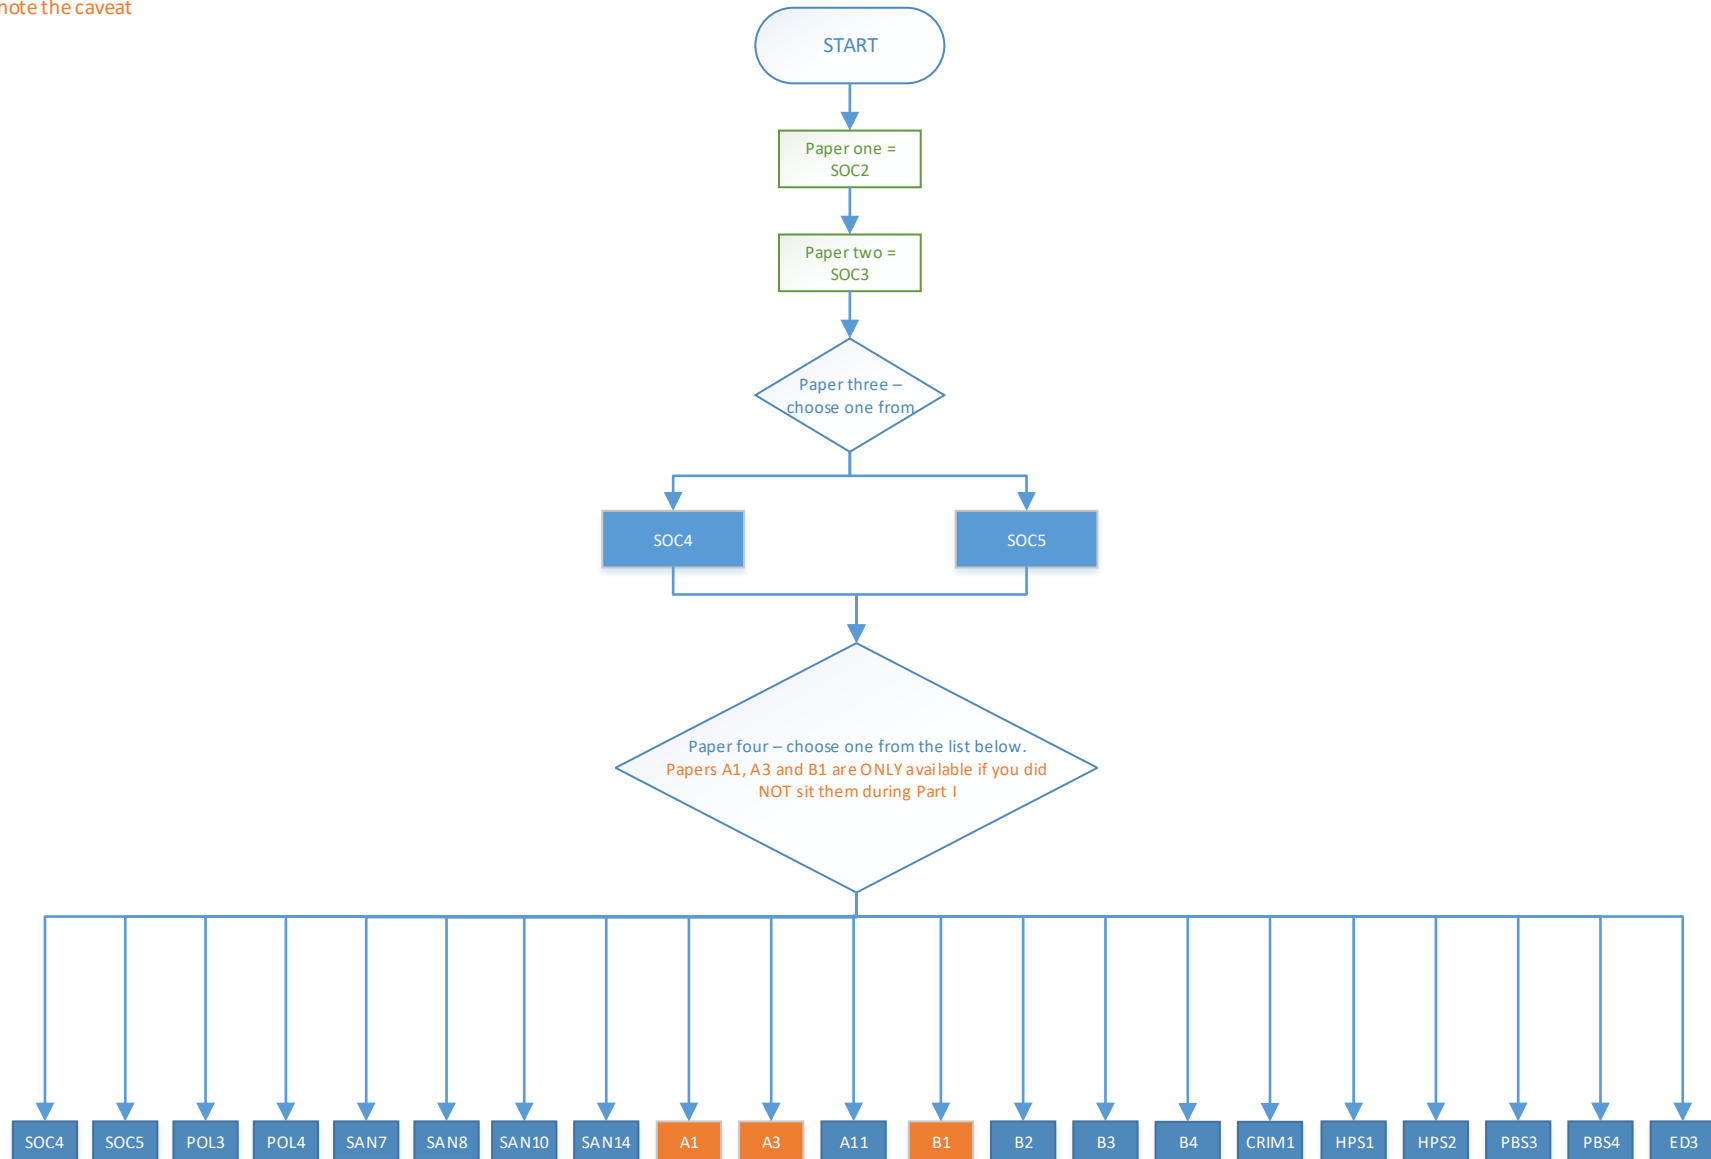 note the caveat
START
Paper one =
SOC2
Paper two =
SOC3
Paper three –
choose one from
SOC4
SOC5
Paper four – choose one from the list below.
Papers A1, A3 and B1 are ONLY available if you did
NOT sit them during Part I
SOC4
SOC5
POL3
POL4
SAN7
SAN8
SAN10
SAN14
A1
A3
A11
B1
B2
B3
B4
CRIM1
HPS1
HPS2
PBS3
PBS4
ED3